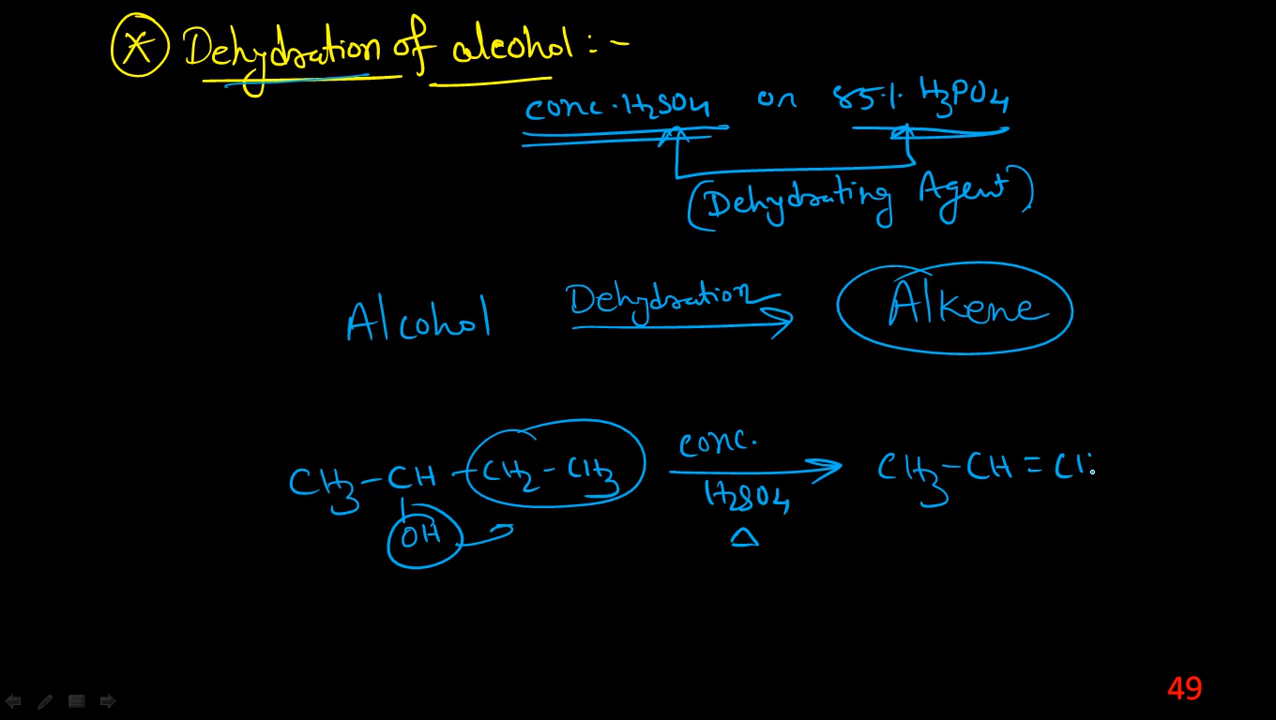 * Dehydration of alcohol :-
conc. H2SO4 or 85% H3PO4
(Dehydrating Agent)
Alcohol Dehydration → Alkene
CH3-CH-CH2-CH3 conc. H2SO4 Δ → CH3-CH=CH
OH
49